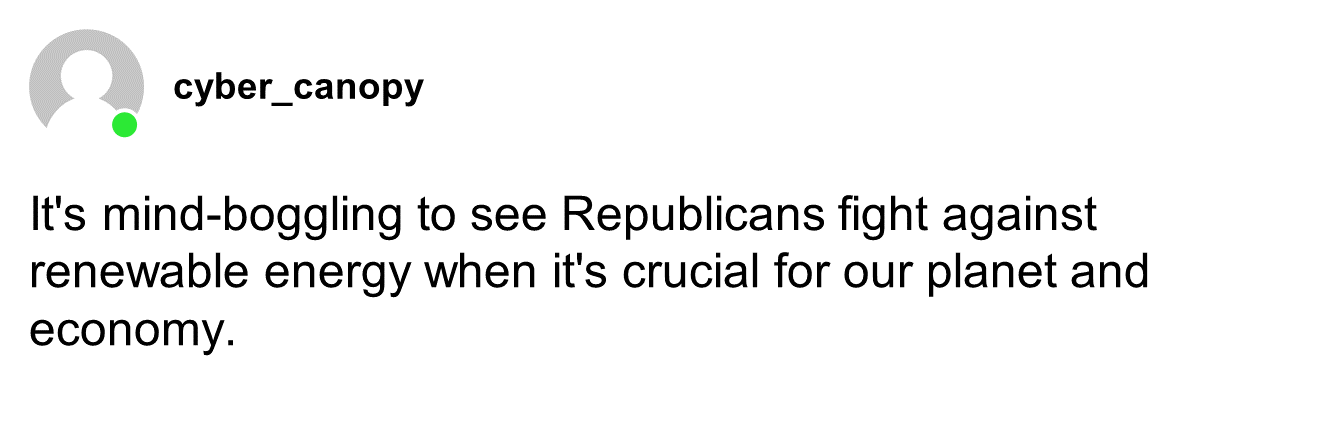 cyber_canopy
It's mind-boggling to see Republicans fight against
renewable energy when it's crucial for our planet and
economy.